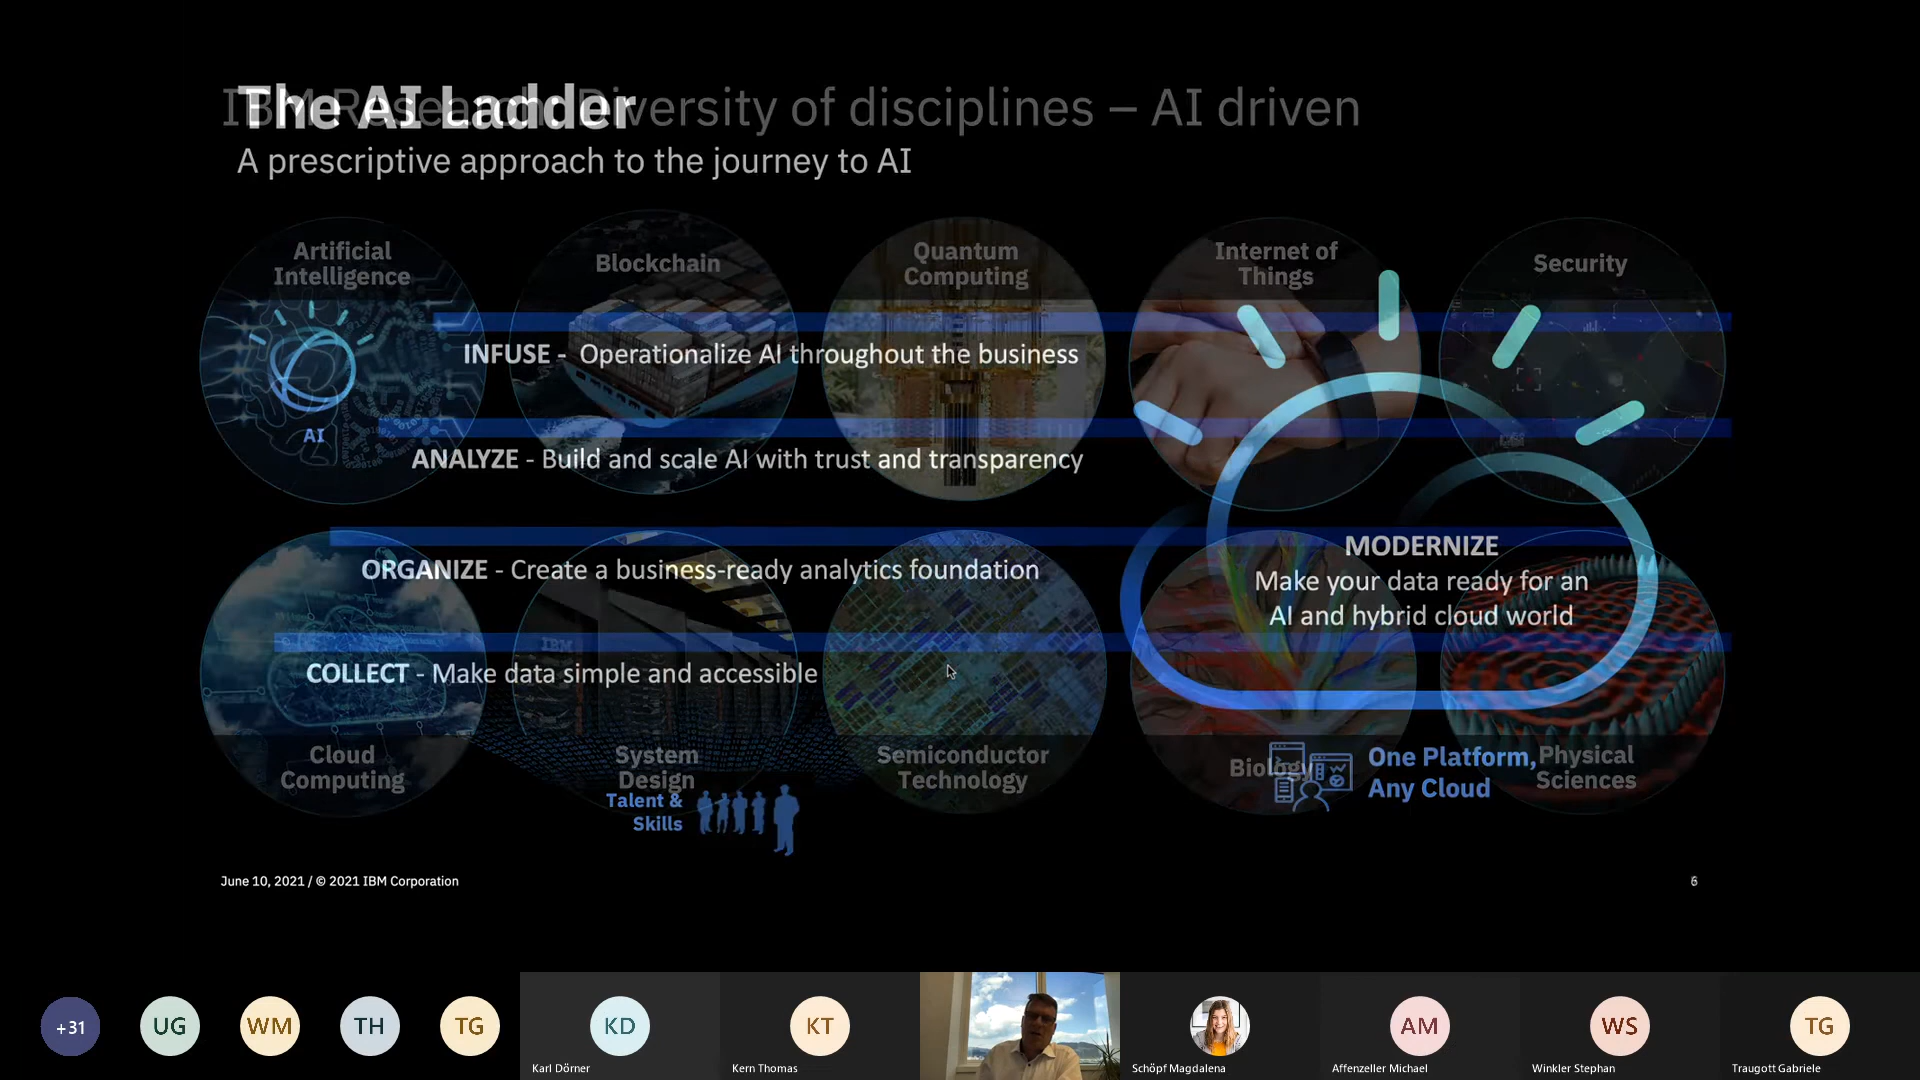 IBM Research: Diversity of disciplines – AI driven
The AI Ladder
A prescriptive approach to the journey to AI
Artificial
Intelligence
Blockchain
Quantum
Computing
Internet of
Things
Security
INFUSE - Operationalize AI throughout the business
AI
ANALYZE - Build and scale AI with trust and transparency
ORGANIZE - Create a business-ready analytics foundation
MODERNIZE
Make your data ready for an
AI and hybrid cloud world
IBM
COLLECT - Make data simple and accessible
Cloud
Computing
System
Design
Semiconductor
Technology
Biology
Physical
Sciences
One Platform,
Any Cloud
Talent &
Skills
June 10, 2021 / © 2021 IBM Corporation
6
+31
UG
WM
TH
TG
KD
Karl Dörner
KT
Kern Thomas
Schöpf Magdalena
AM
Affenzeller Michael
WS
Winkler Stephan
TG
Traugott Gabriele